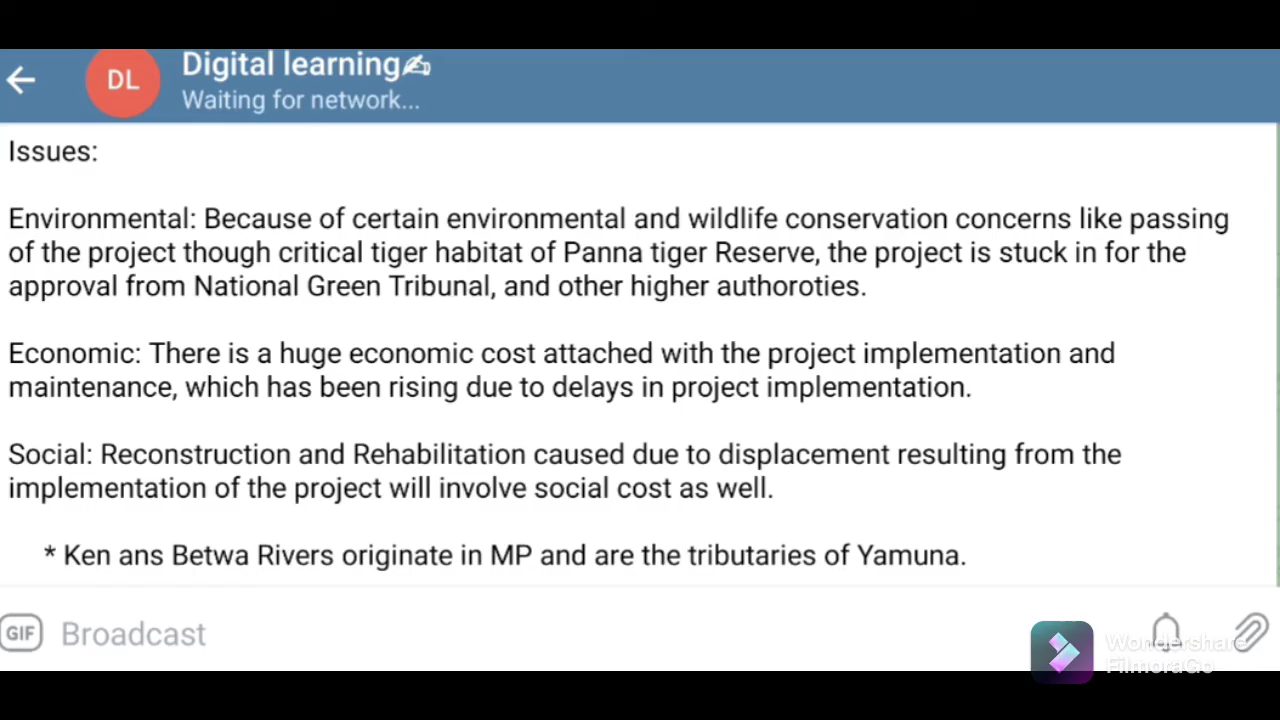 DL
Digital learning✍
Waiting for network...
Issues:
Environmental: Because of certain environmental and wildlife conservation concerns like passing
of the project though critical tiger habitat of Panna tiger Reserve, the project is stuck in for the
approval from National Green Tribunal, and other higher authoroties.
Economic: There is a huge economic cost attached with the project implementation and
maintenance, which has been rising due to delays in project implementation.
Social: Reconstruction and Rehabilitation caused due to displacement resulting from the
implementation of the project will involve social cost as well.
* Ken ans Betwa Rivers originate in MP and are the tributaries of Yamuna.
GIF Broadcast
Wondershare
FilmoraGo